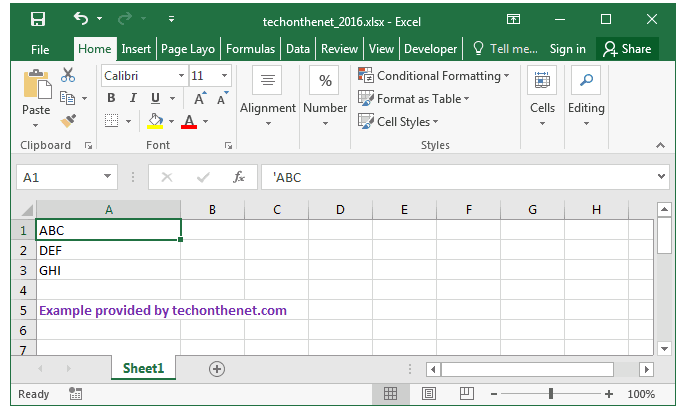 techonthenet_2016.xlsx - Excel
File Home Insert Page Layo Formulas Data Review View Developer Tell me... Sign in Share
Paste
Clipboard
Calibri 11
B I U A A
A
Font
Alignment
%
Number
Conditional Formatting
Format as Table
Cell Styles
Styles
Cells
Editing
A1 fx 'ABC
A B C D E F G H
1 ABC
2 DEF
3 GHI
4
5 Example provided by techonthenet.com
6
7
Sheet1
Ready 100%